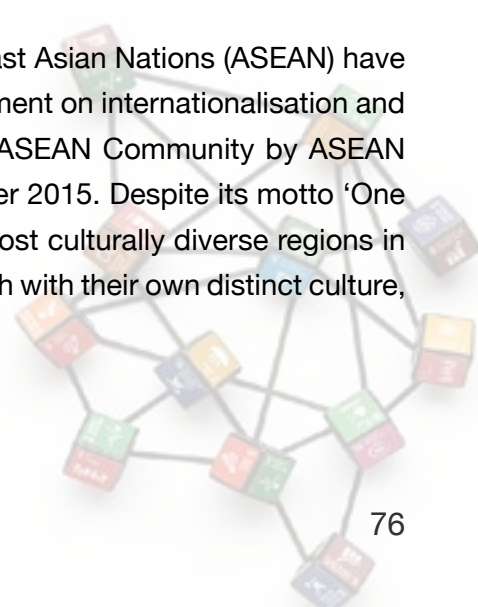 ast Asian Nations (ASEAN) have
ment on internationalisation and
ASEAN Community by ASEAN
er 2015. Despite its motto ‘One
ost culturally diverse regions in
h with their own distinct culture,
76